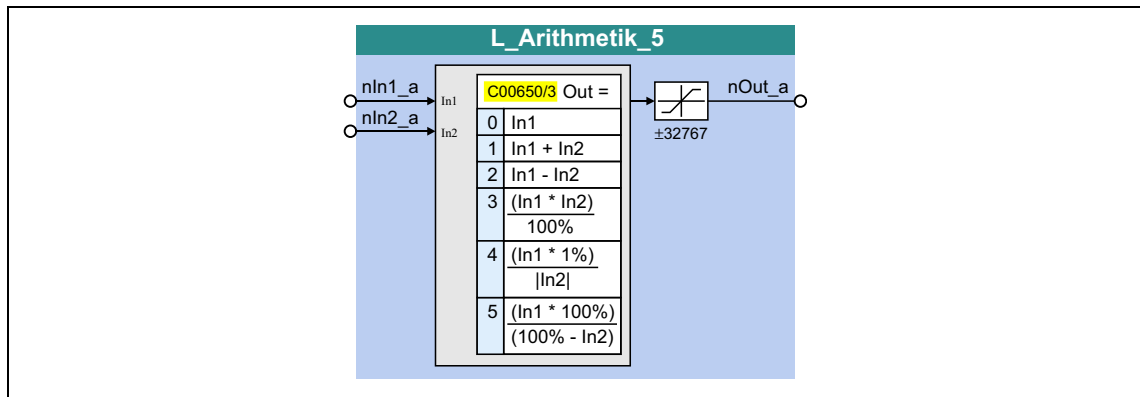 L_Arithmetik_5
nIn1_a
nIn2_a
In1
In2
C00650/3 Out =
0 In1
1 In1 + In2
2 In1 - In2
3 (In1 * In2)
100%
4 (In1 * 1%)
|In2|
5 (In1 * 100%)
(100% - In2)
±32767
nOut_a